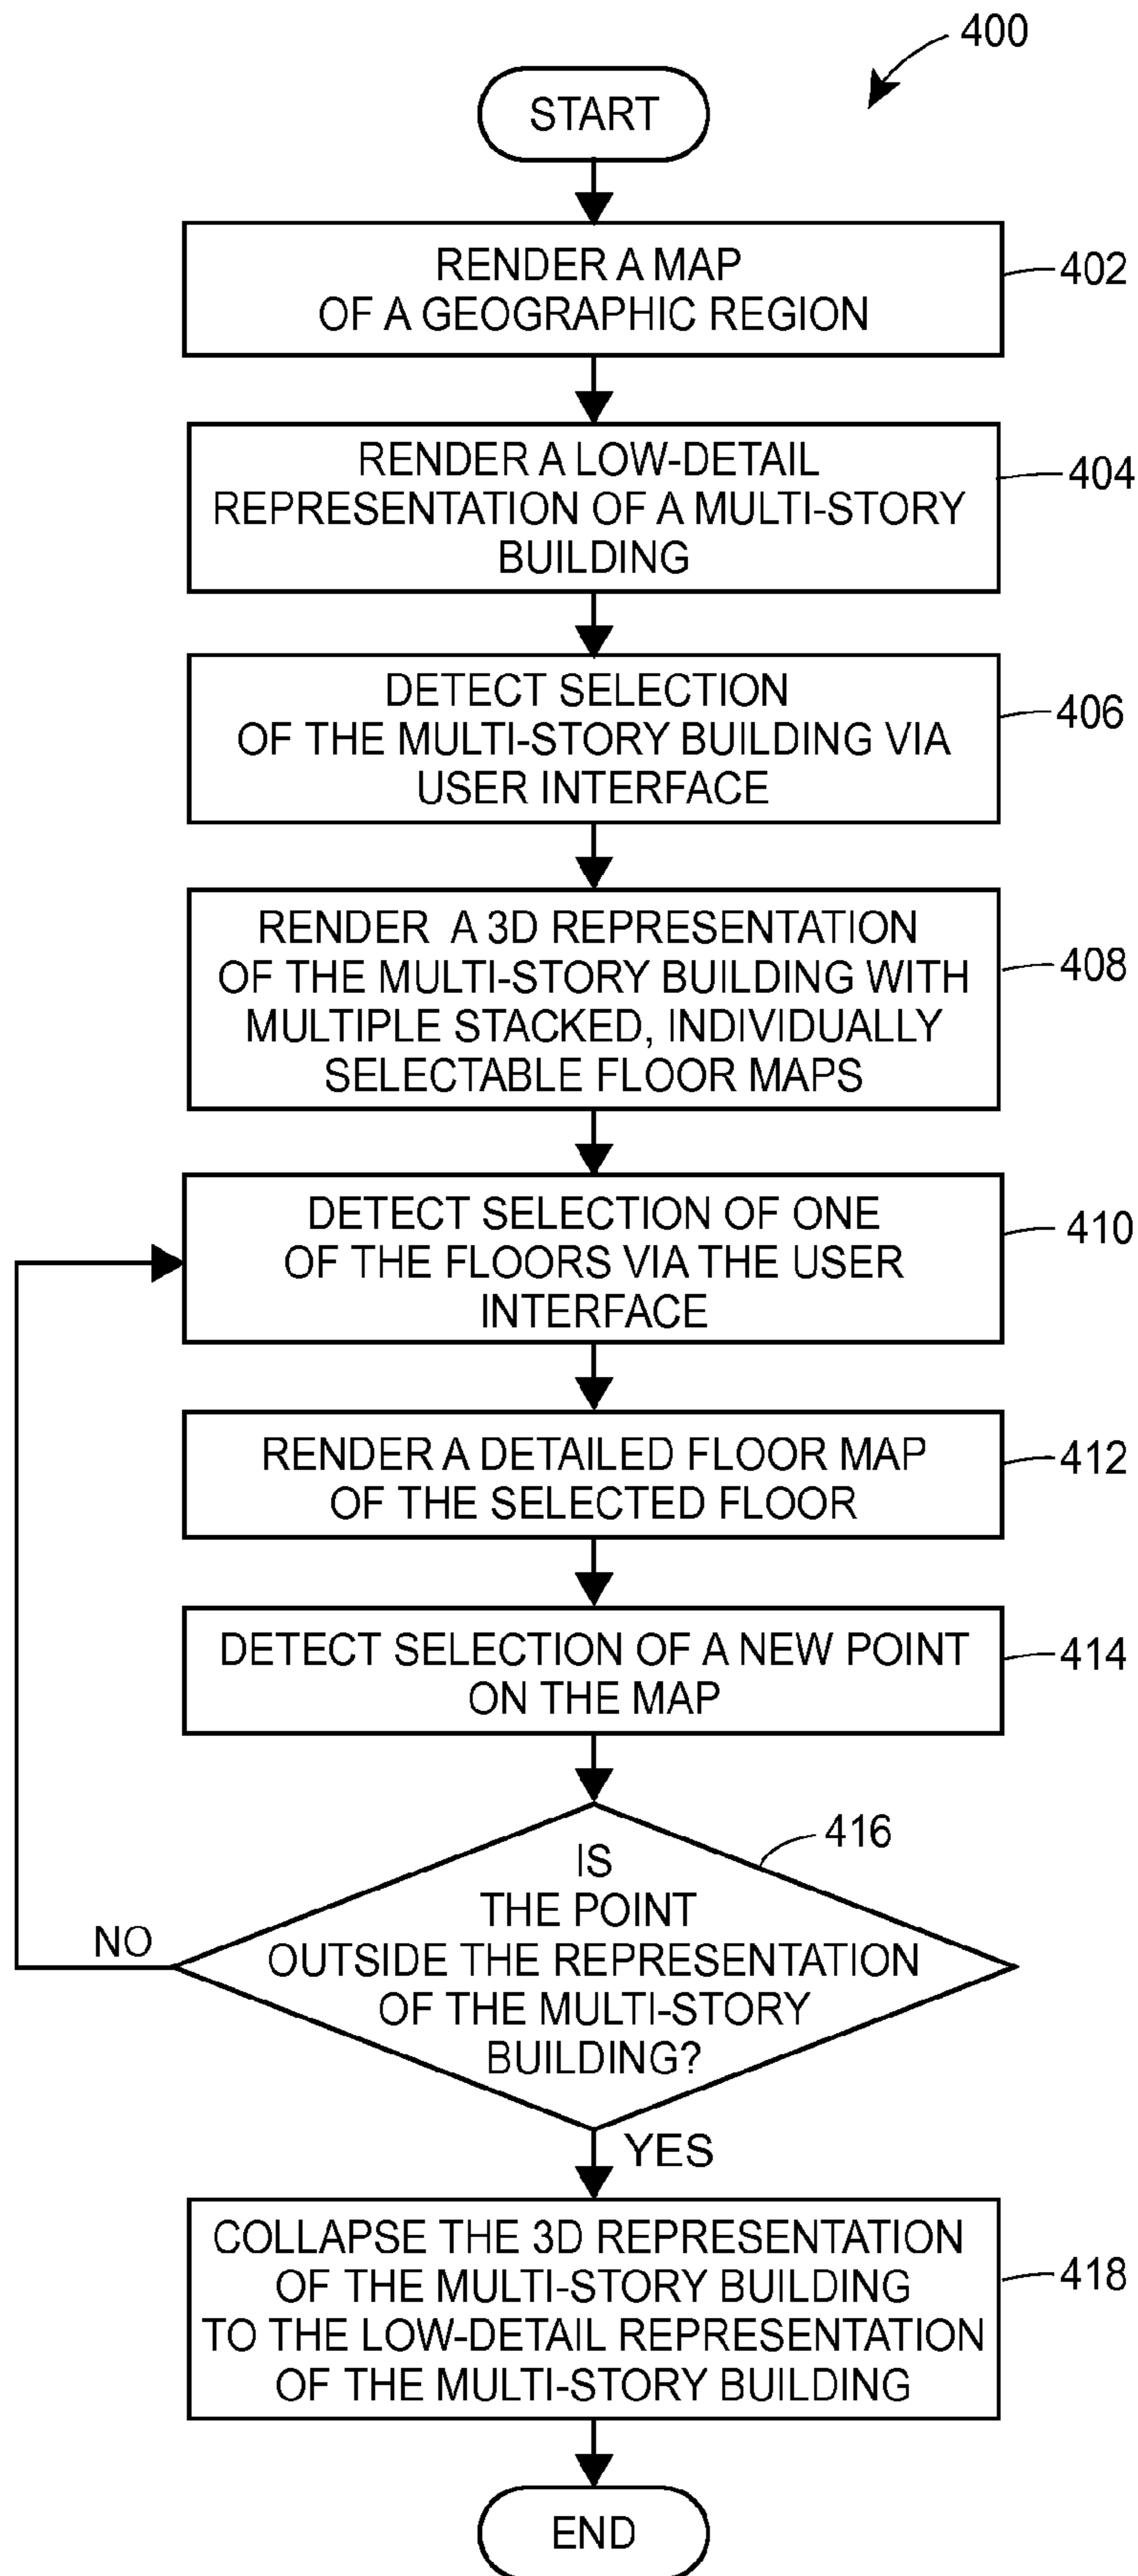 400
START
RENDER A MAP
OF A GEOGRAPHIC REGION
402
RENDER A LOW-DETAIL
REPRESENTATION OF A MULTI-STORY
BUILDING
404
DETECT SELECTION
OF THE MULTI-STORY BUILDING VIA
USER INTERFACE
406
RENDER A 3D REPRESENTATION
OF THE MULTI-STORY BUILDING WITH
MULTIPLE STACKED, INDIVIDUALLY
SELECTABLE FLOOR MAPS
408
DETECT SELECTION OF ONE
OF THE FLOORS VIA THE USER
INTERFACE
410
RENDER A DETAILED FLOOR MAP
OF THE SELECTED FLOOR
412
DETECT SELECTION OF A NEW POINT
ON THE MAP
414
IS
THE POINT
OUTSIDE THE REPRESENTATION
OF THE MULTI-STORY
BUILDING?
416
NO
YES
COLLAPSE THE 3D REPRESENTATION
OF THE MULTI-STORY BUILDING
TO THE LOW-DETAIL REPRESENTATION
OF THE MULTI-STORY BUILDING
418
END